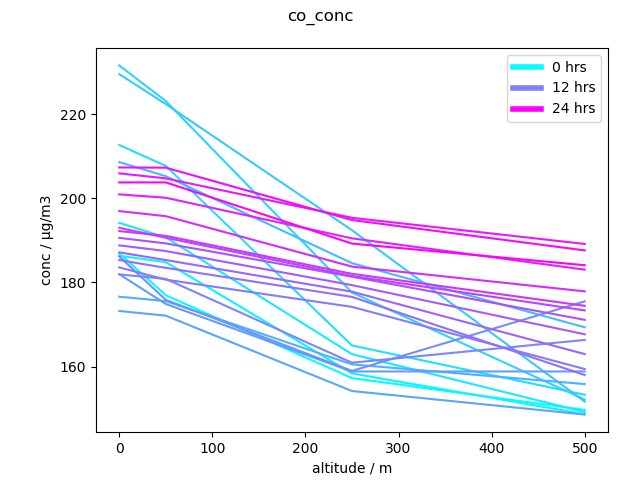 co_conc
conc / µg/m3
220
200
180
160
0 hrs
12 hrs
24 hrs
0 100 200 300 400 500
altitude / m